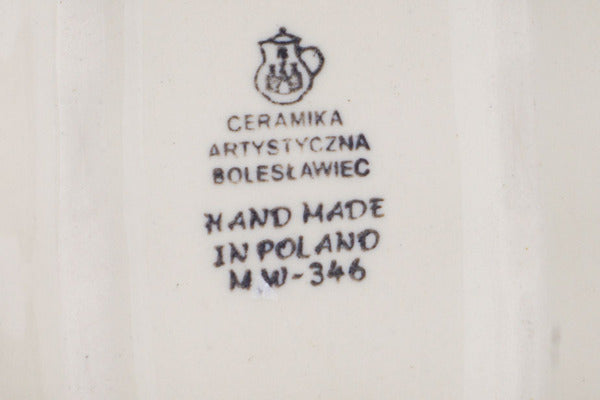 CERAMIKA
ARTYSTYCZNA
BOLESŁAWIEC
HAND MADE
IN POLAND
MW-346